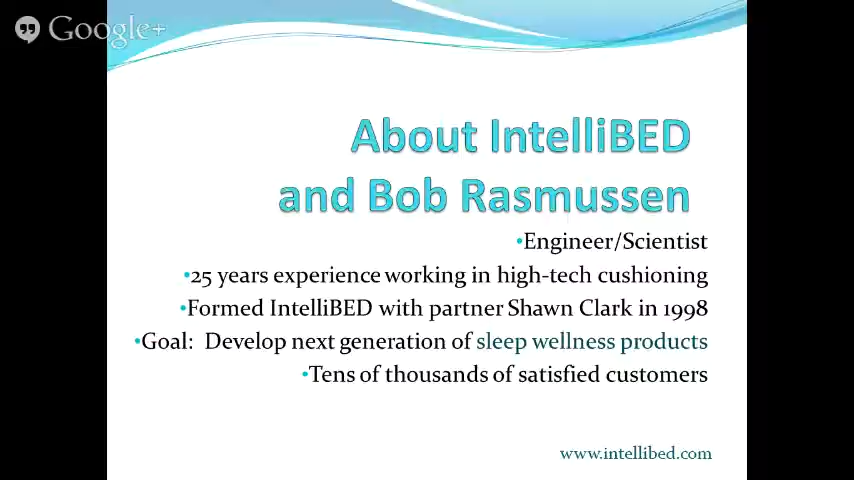 Google+
About IntelliBED
and Bob Rasmussen
•Engineer/Scientist
•25 years experience working in high-tech cushioning
•Formed IntelliBED with partner Shawn Clark in 1998
•Goal:  Develop next generation of sleep wellness products
•Tens of thousands of satisfied customers
www.intellibed.com